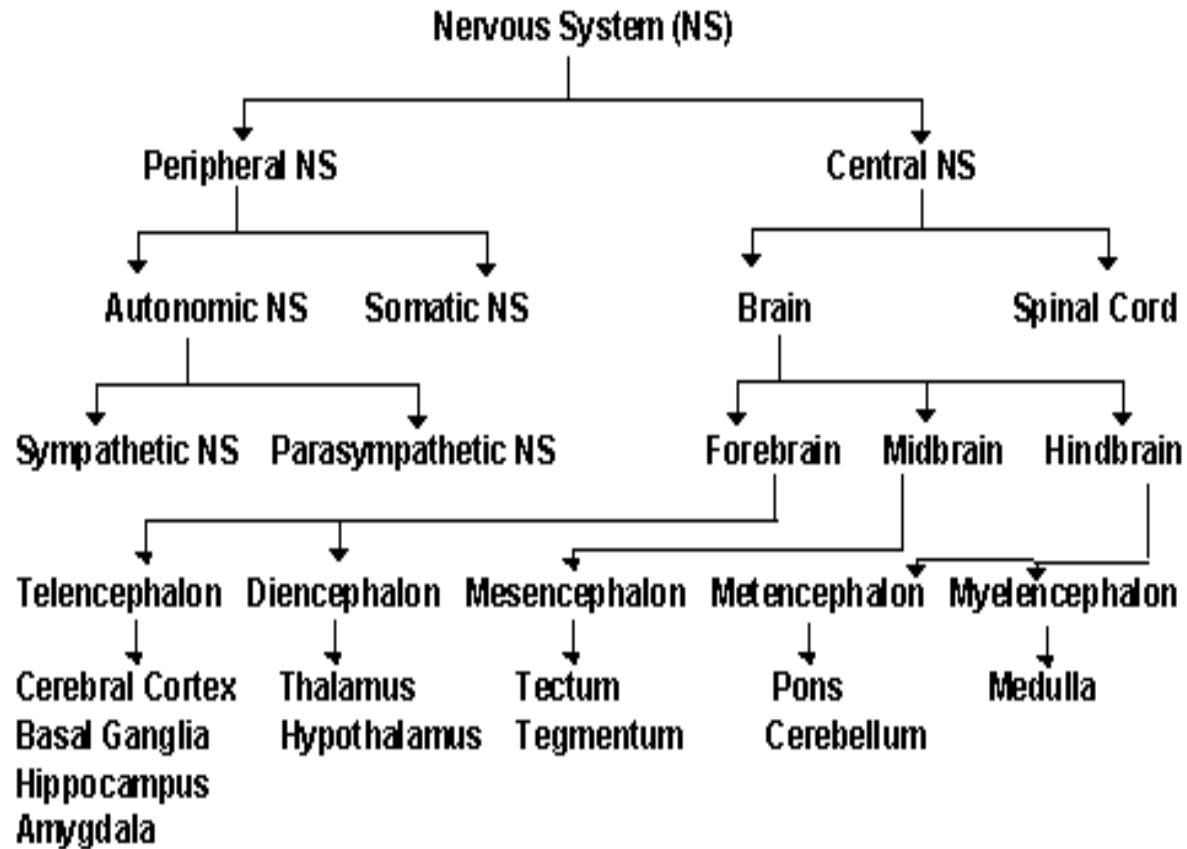 Nervous System (NS)
Peripheral NS Central NS
Autonomic NS Somatic NS Brain Spinal Cord
Sympathetic NS Parasympathetic NS Forebrain Midbrain Hindbrain
Telencephalon Diencephalon Mesencephalon Metencephalon Myelencephalon
Cerebral Cortex Thalamus Tectum Pons Medulla
Basal Ganglia Hypothalamus Tegmentum Cerebellum
Hippocampus
Amygdala